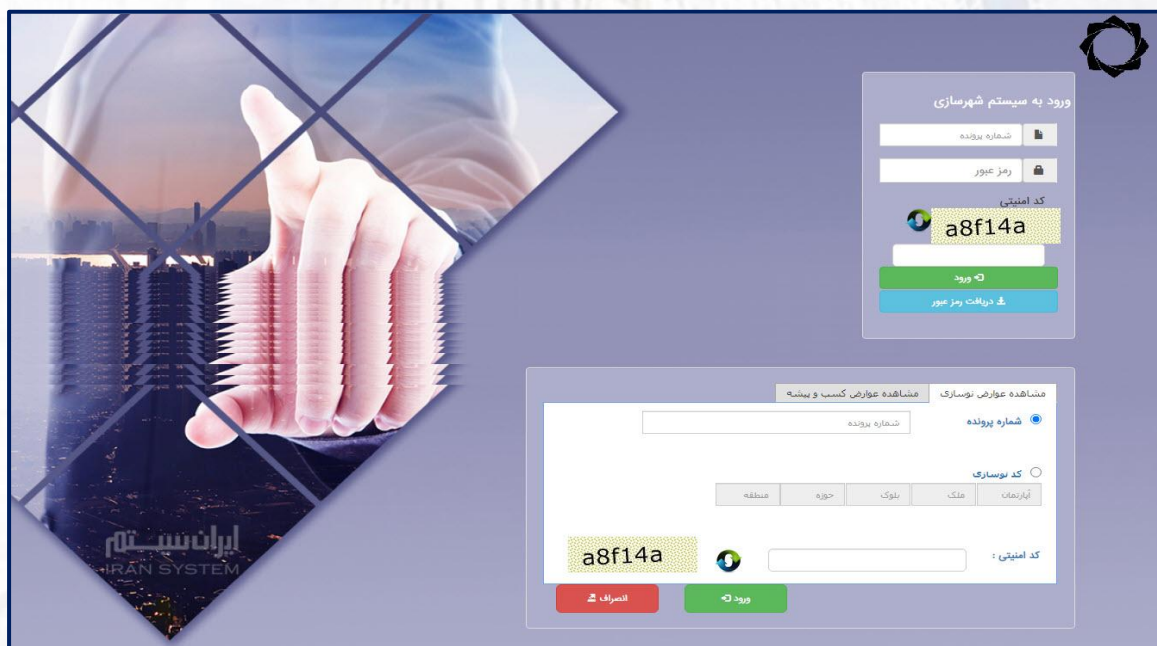 ورود به سیستم شهرسازی
شماره پرونده
رمز عبور
کد امنیتی
a8f14a
ورود
دریافت رمز عبور
مشاهده عوارض نوسازی مشاهده عوارض کسب و پیشه
شماره پرونده شماره پرونده
کد نوسازی
آپارتمان ملک بلوک حوزه منطقه
کد امنیتی : a8f14a
ورود انصراف
ایران سیستم
IRAN SYSTEM